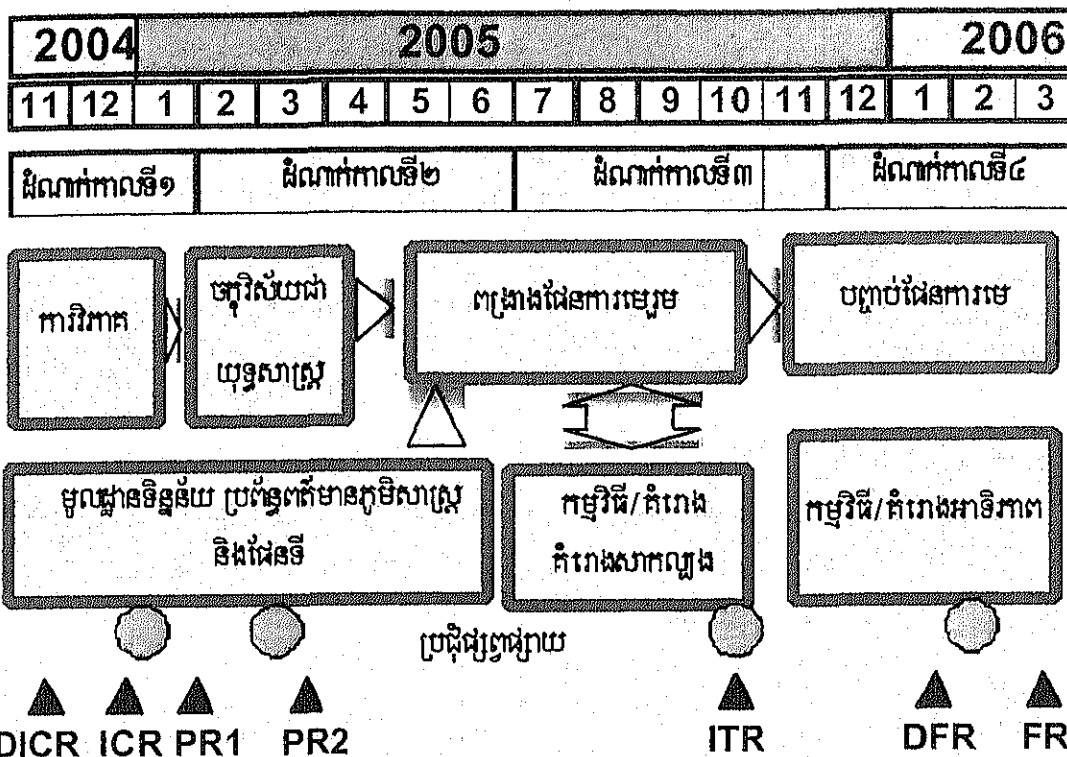 2004 2005 2006
11 12 1 2 3 4 5 6 7 8 9 10 11 12 1 2 3
ដំណាក់កាលទី១ ដំណាក់កាលទី២ ដំណាក់កាលទី៣ ដំណាក់កាលទី៤
ការវិភាគ
ចក្ខុវិស័យជា
យុទ្ធសាស្ត្រ
ពង្រាងផែនការមេរួម
បញ្ចប់ផែនការមេ
មូលដ្ឋានទិន្នន័យ ប្រព័ន្ធពត៌មានភូមិសាស្ត្រ
និងផែនទី
កម្មវិធី/គំរោង
គំរោងសាកល្បង
កម្មវិធី/គំរោងអាទិភាព
ប្រជុំផ្សព្វផ្សាយ
DICR ICR PR1 PR2 ITR DFR FR